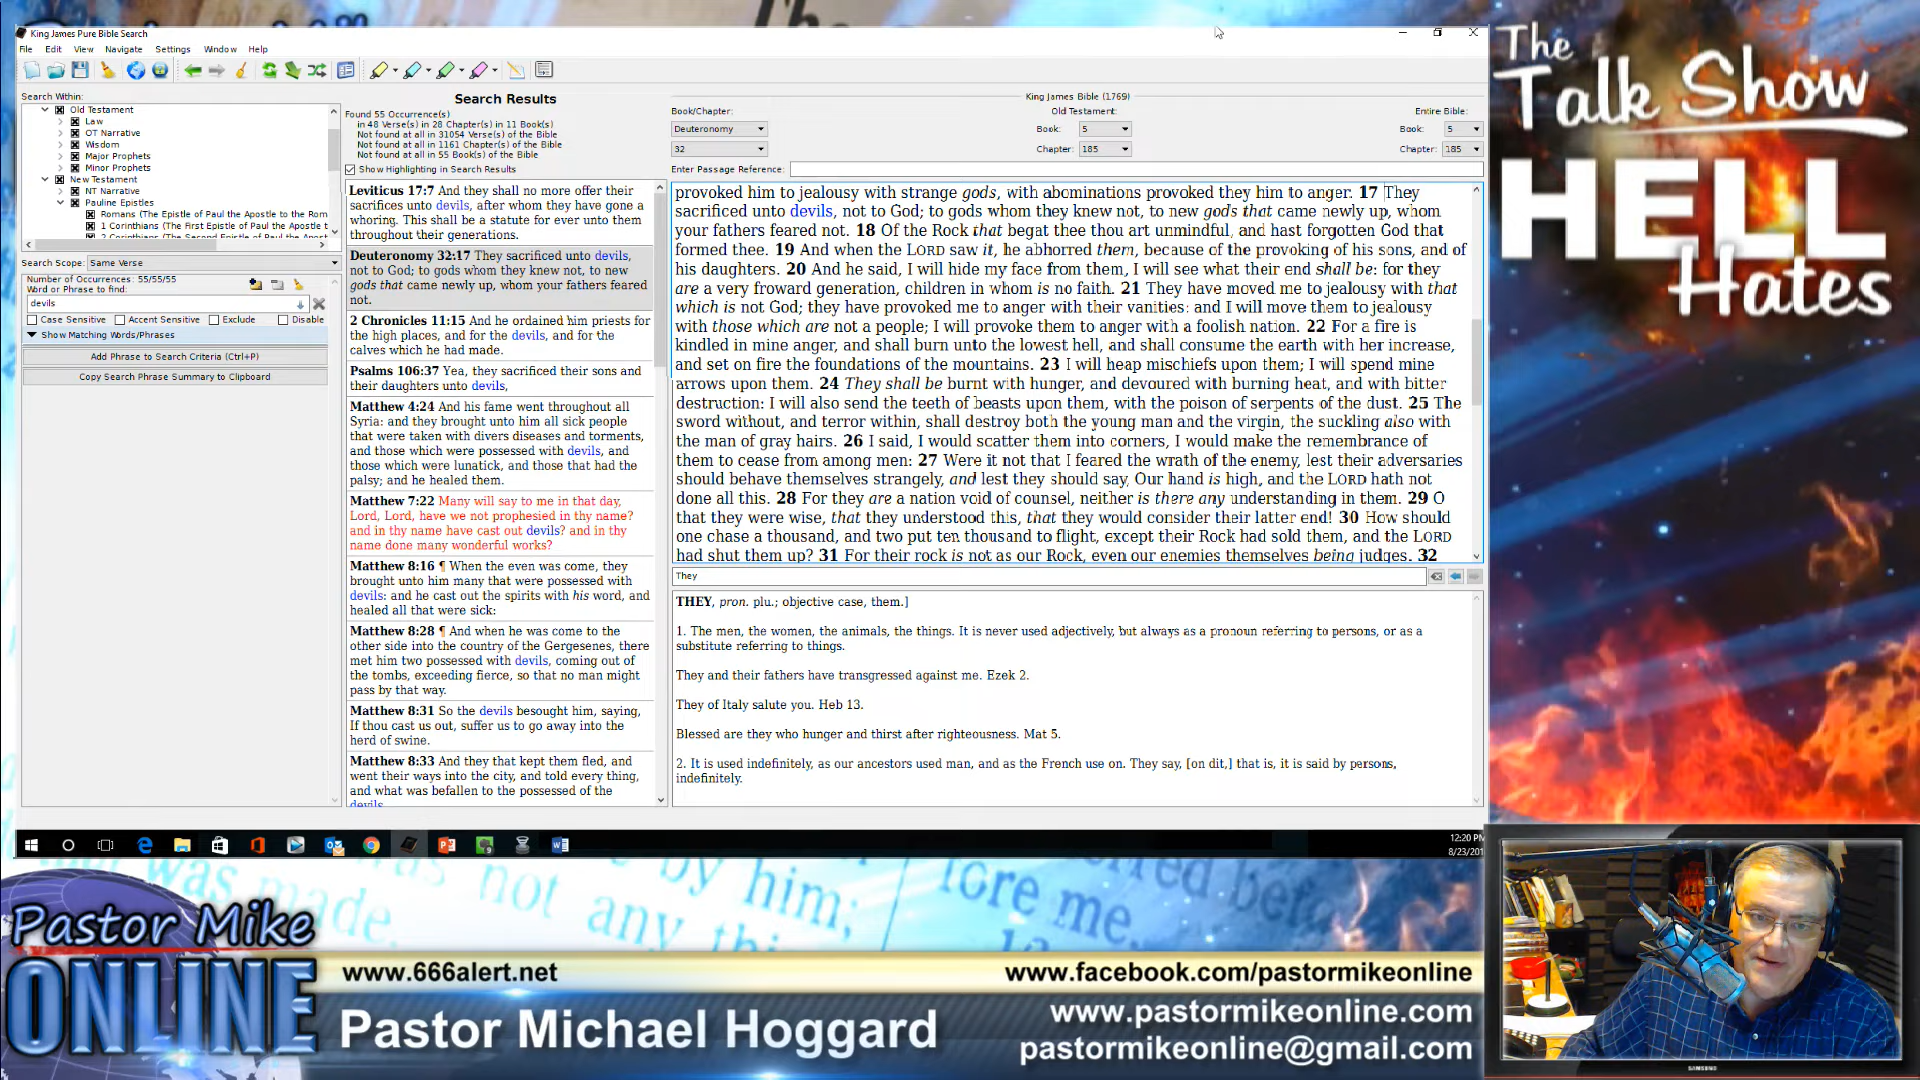 King James Pure Bible Search
File Edit View Navigate Settings Window Help
Search Within:
Old Testament
Law
OT Narrative
Wisdom
Major Prophets
Minor Prophets
New Testament
NT Narrative
Pauline Epistles
Romans (The Epistle of Paul the Apostle to the Rom
1 Corinthians (The First Epistle of Paul the Apostle t
2 Corinthians (The Second Epistle of Paul the Apost
Search Scope: Same Verse
Number of Occurrences: 55/55/55
Word or Phrase to find:
devils
Case Sensitive Accent Sensitive Exclude Disable
Show Matching Words/Phrases
Add Phrase to Search Criteria (Ctrl+P)
Copy Search Phrase Summary to Clipboard
Search Results
Found 55 Occurrence(s)
in 48 Verse(s) in 28 Chapter(s) in 11 Book(s)
Not found at all in 31054 Verse(s) of the Bible
Not found at all in 1161 Chapter(s) of the Bible
Not found at all in 55 Book(s) of the Bible
Show Highlighting in Search Results
Leviticus 17:7 And they shall no more offer their
sacrifices unto devils, after whom they have gone a
whoring. This shall be a statute for ever unto them
throughout their generations.
Deuteronomy 32:17 They sacrificed unto devils,
not to God; to gods whom they knew not, to new
gods that came newly up, whom your fathers feared
not.
2 Chronicles 11:15 And he ordained him priests for
the high places, and for the devils, and for the
calves which he had made.
Psalms 106:37 Yea, they sacrificed their sons and
their daughters unto devils,
Matthew 4:24 And his fame went throughout all
Syria: and they brought unto him all sick people
that were taken with divers diseases and torments,
and those which were possessed with devils, and
those which were lunatick, and those that had the
palsy; and he healed them.
Matthew 7:22 Many will say to me in that day,
Lord, Lord, have we not prophesied in thy name?
and in thy name have cast out devils? and in thy
name done many wonderful works?
Matthew 8:16 ¶ When the even was come, they
brought unto him many that were possessed with
devils: and he cast out the spirits with his word, and
healed all that were sick:
Matthew 8:28 ¶ And when he was come to the
other side into the country of the Gergesenes, there
met him two possessed with devils, coming out of
the tombs, exceeding fierce, so that no man might
pass by that way.
Matthew 8:31 So the devils besought him, saying,
If thou cast us out, suffer us to go away into the
herd of swine.
Matthew 8:33 And they that kept them fled, and
went their ways into the city, and told every thing,
and what was befallen to the possessed of the
devils.
King James Bible (1769)
Book/Chapter: Old Testament Entire Bible:
Deuteronomy Book: 5 Book: 5
32 Chapter: 185 Chapter: 185
Enter Passage Reference:
provoked him to jealousy with strange gods, with abominations provoked they him to anger. 17 They
sacrificed unto devils, not to God; to gods whom they knew not, to new gods that came newly up, whom
your fathers feared not. 18 Of the Rock that begat thee thou art unmindful, and hast forgotten God that
formed thee. 19 And when the LORD saw it, he abhorred them, because of the provoking of his sons, and of
his daughters. 20 And he said, I will hide my face from them, I will see what their end shall be: for they
are a very froward generation, children in whom is no faith. 21 They have moved me to jealousy with that
which is not God; they have provoked me to anger with their vanities: and I will move them to jealousy
with those which are not a people; I will provoke them to anger with a foolish nation. 22 For a fire is
kindled in mine anger, and shall burn unto the lowest hell, and shall consume the earth with her increase,
and set on fire the foundations of the mountains. 23 I will heap mischiefs upon them; I will spend mine
arrows upon them. 24 They shall be burnt with hunger, and devoured with burning heat, and with bitter
destruction: I will also send the teeth of beasts upon them, with the poison of serpents of the dust. 25 The
sword without, and terror within, shall destroy both the young man and the virgin, the suckling also with
the man of gray hairs. 26 I said, I would scatter them into corners, I would make the remembrance of
them to cease from among men: 27 Were it not that I feared the wrath of the enemy, lest their adversaries
should behave themselves strangely, and lest they should say, Our hand is high, and the LORD hath not
done all this. 28 For they are a nation void of counsel, neither is there any understanding in them. 29 O
that they were wise, that they understood this, that they would consider their latter end! 30 How should
one chase a thousand, and two put ten thousand to flight, except their Rock had sold them, and the LORD
had shut them up? 31 For their rock is not as our Rock, even our enemies themselves being judges. 32
They
THEY, pron. plu.; objective case, them.]
1. The men, the women, the animals, the things. It is never used adjectively, but always as a pronoun referring to persons, or as a
substitute referring to things.
They and their fathers have transgressed against me. Ezek 2.
They of Italy salute you. Heb 13.
Blessed are they who hunger and thirst after righteousness. Mat 5.
2. It is used indefinitely, as our ancestors used man, and as the French use on. They say, [on dit,] that is, it is said by persons,
indefinitely.
12:20 PM
8/23/201
The
Talk Show
HELL
Hates
was made.
not
any thi
by him;
fore me,
Pastor Mike
ONLINE
www.666alert.net
www.facebook.com/pastormikeonline
Pastor Michael Hoggard
www.pastormikeonline.com
pastormikeonline@gmail.com
SAMSUNG